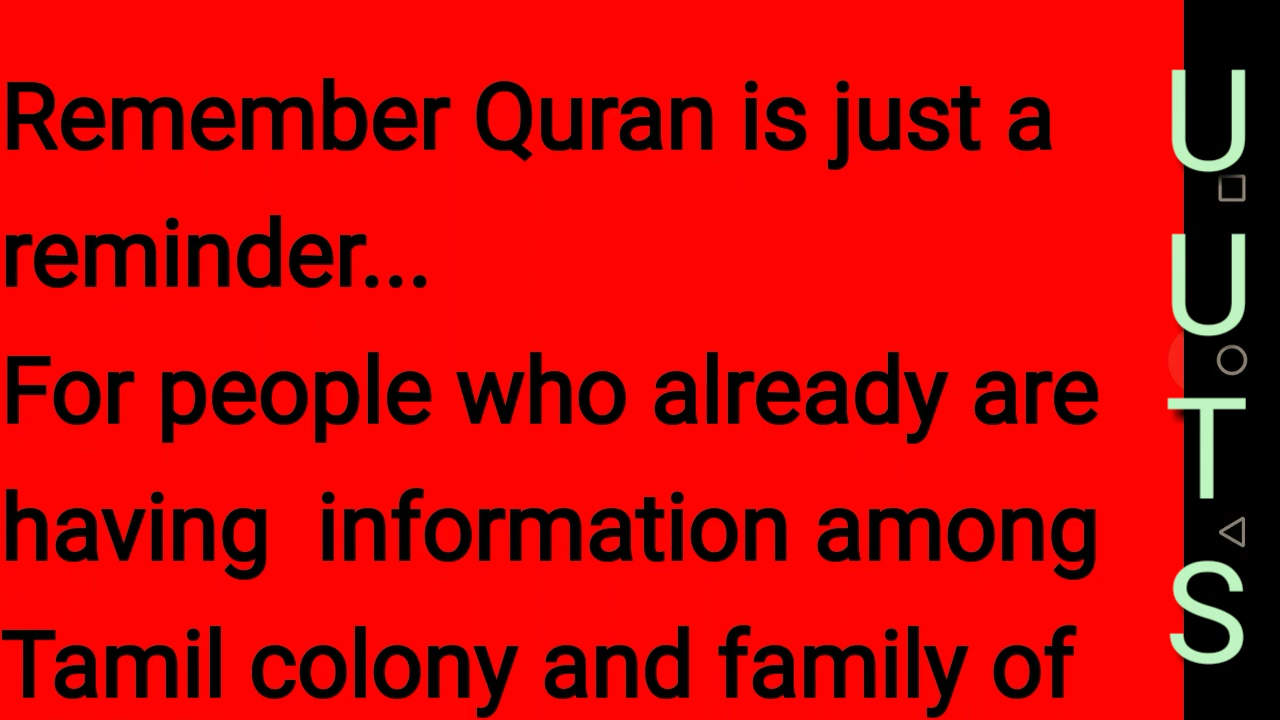 Remember Quran is just a
reminder...
For people who already are
having  information among
Tamil colony and family of
U
U
T
S